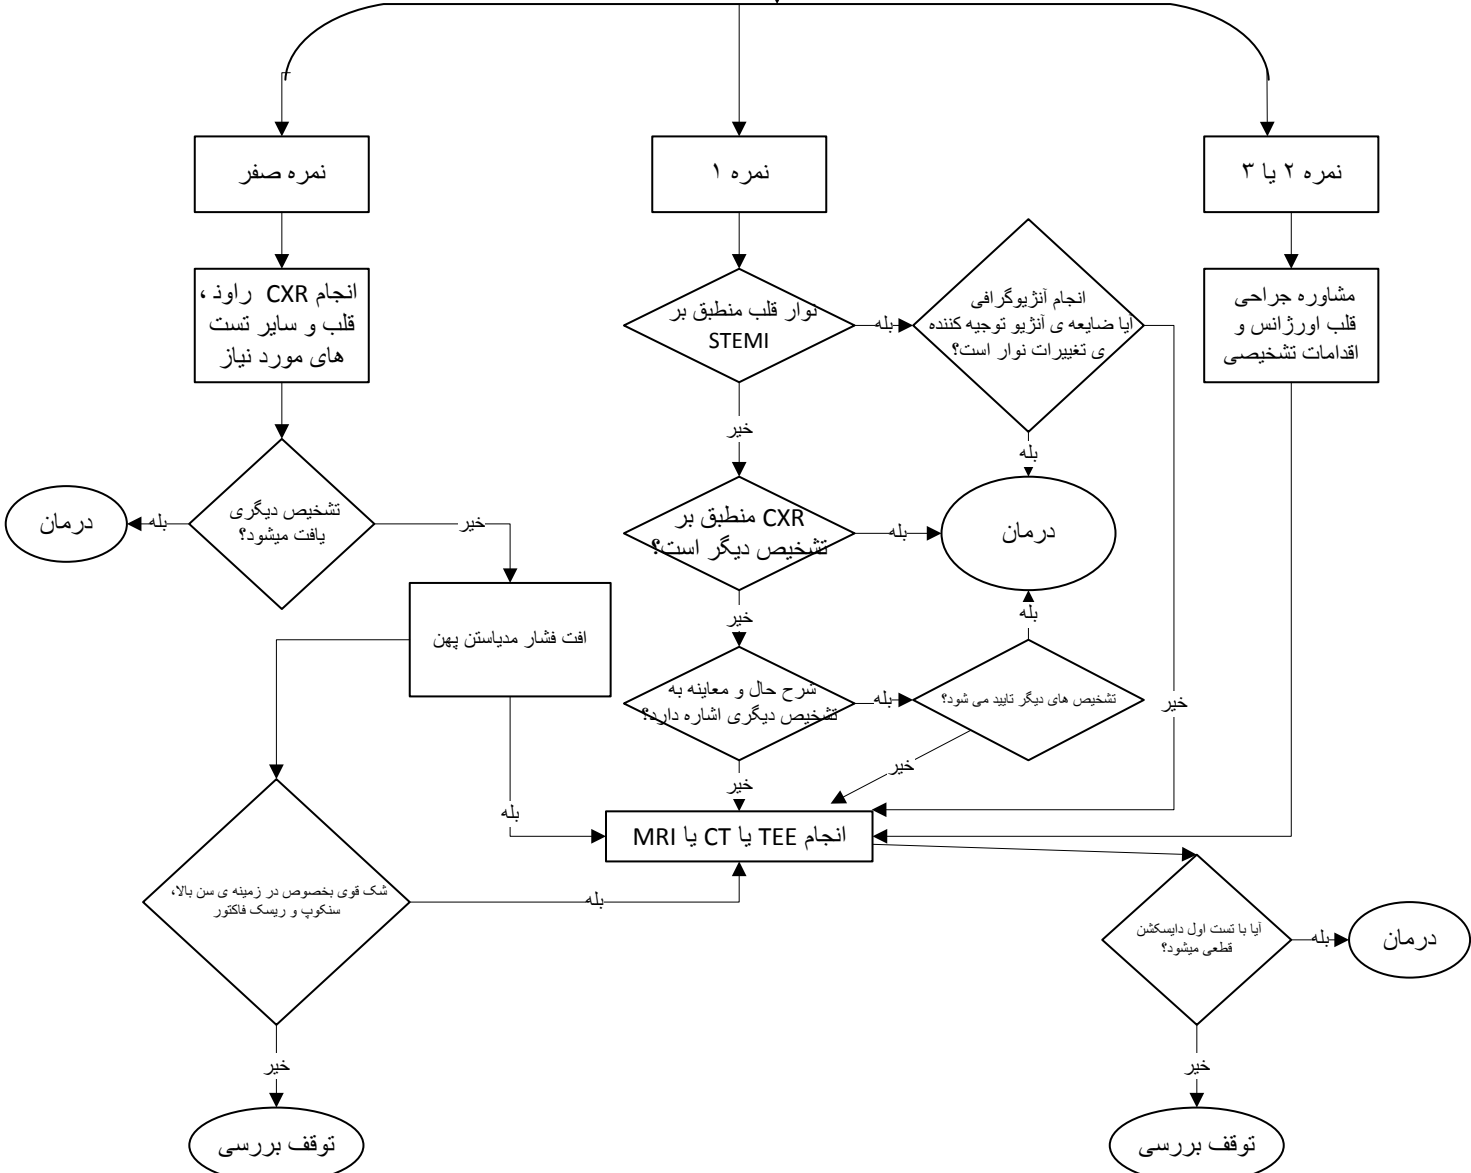 نمره صفر
نمره ۱
نمره ۲ یا ۳
انجام CXR راوند ،
قلب و سایر تست
های مورد نیاز
نوار قلب منطبق بر
STEMI
بله
انجام آنژیوگرافی
آیا ضایعه ی آنژیو توجیه کننده
ی تغییرات نوار است؟
مشاوره جراحی
قلب اورژانس و
اقدامات تشخیصی
خیر
بله
تشخیص دیگری
یافت میشود؟
بله
درمان
خیر
CXR منطبق بر
تشخیص دیگر است؟
بله
درمان
خیر
بله
افت فشار مدیاستن پهن
شرح حال و معاینه به
تشخیص دیگری اشاره دارد؟
بله
تشخیص های دیگر تایید می شود؟
خیر
خیر
خیر
بله
انجام TEE یا CT یا MRI
شک قوی بخصوص در زمینه ی سن بالا،
سنکوپ و ریسک فاکتور
بله
آیا با تست اول دایسکشن
قطعی میشود؟
بله
درمان
خیر
خیر
توقف بررسی
توقف بررسی